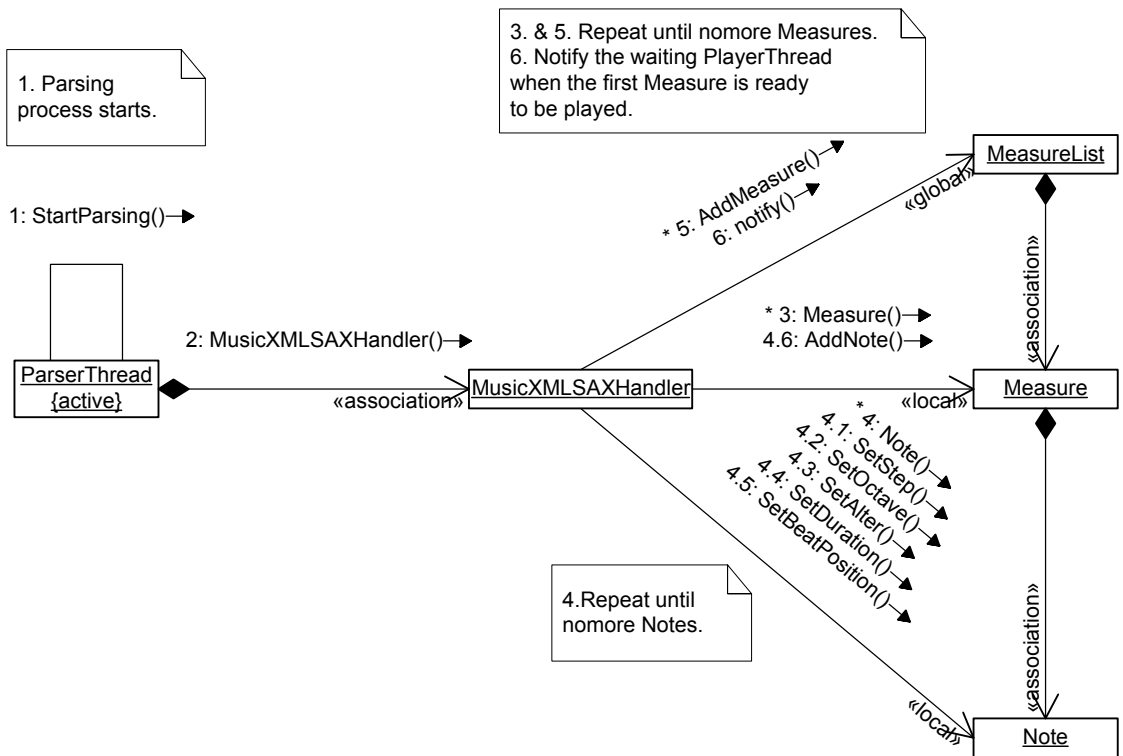 3. & 5. Repeat until nomore Measures.
6. Notify the waiting PlayerThread
when the first Measure is ready
to be played.
1. Parsing
process starts.
MeasureList
* 5: AddMeasure()
6: notify()
«global»
1: StartParsing()
«association»
* 3: Measure()
2: MusicXMLSAXHandler()
4.6: AddNote()
ParserThread
{active}
«association»
MusicXMLSAXHandler
«local»
Measure
* 4: Note()
4.1: SetStep()
4.2: SetOctave()
4.3: SetAlter()
4.4: SetDuration()
4.5: SetBeatPosition()
4.Repeat until
nomore Notes.
«association»
«local»
Note